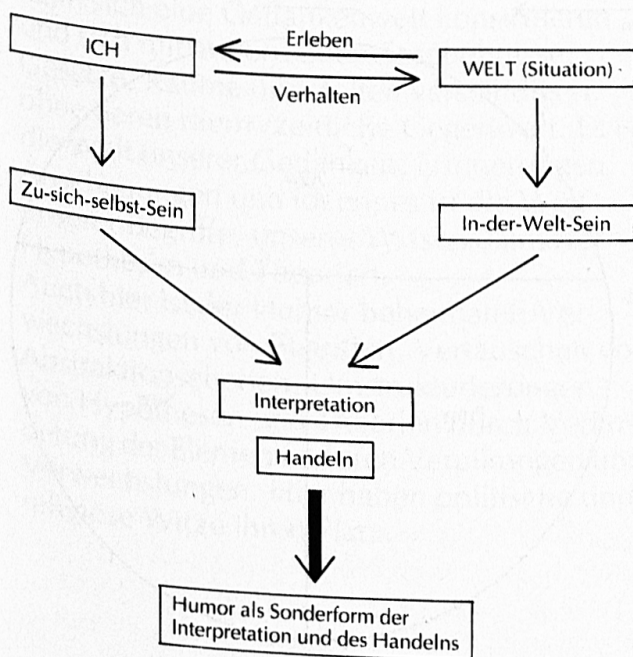 Erleben
ICH
WELT (Situation)
Verhalten
Zu-sich-selbst-Sein
In-der-Welt-Sein
Interpretation
Handeln
Humor als Sonderform der
Interpretation und des Handelns